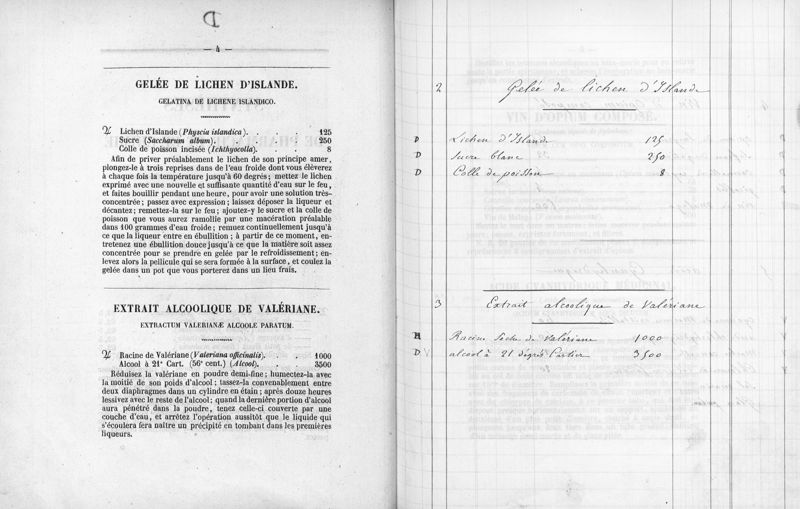 D
— 4 —
GELÉE DE LICHEN D'ISLANDE.
GELATINA DE LICHENE ISLANDICO.
Lichen d'Islande (Physcia islandica). . . . 125
Sucre (Saccharum album). . . . 250
Colle de poisson incisée (Ichthyocolla). . . 8
Afin de priver préalablement le lichen de son principe amer,
plongez-le à trois reprises dans de l'eau froide dont vous élèverez
à chaque fois la température jusqu'à 60 degrés; mettez le lichen
exprimé avec une nouvelle et suffisante quantité d'eau sur le feu,
et faites bouillir pendant une heure, pour avoir une solution très-
concentrée; passez avec expression; laissez déposer la liqueur et
décantez; remettez-la sur le feu; ajoutez-y le sucre et la colle de
poisson que vous aurez ramollie par une macération préalable
dans 100 grammes d'eau froide; remuez continuellement jusqu'à
ce que la liqueur entre en ébullition; à partir de ce moment, en-
tretenez une ébullition douce jusqu'à ce que la matière soit assez
concentrée pour se prendre en gelée par le refroidissement; en-
levez alors la pellicule qui se sera formée à la surface, et coulez la
gelée dans un pot que vous porterez dans un lieu frais.
EXTRAIT ALCOOLIQUE DE VALÉRIANE.
EXTRACTUM VALERIANÆ ALCOOLE PARATUM.
Racine de Valériane (Valeriana officinalis). . . 1000
Alcool à 21° Cart. (56° cent.) (Alcool). . . 3500
Réduisez la valériane en poudre demi-fine; humectez-la avec
la moitié de son poids d'alcool; tassez-la convenablement entre
deux diaphragmes dans un cylindre en étain; après douze heures
lessivez avec le reste de l'alcool; quand la dernière portion d'alcool
aura pénétré dans la poudre, tenez celle-ci couverte par une
couche d'eau, et arrêtez l'opération aussitôt que le liquide qui
s'écoulera fera naître un précipité en tombant dans les premières
liqueurs.
2 Gelée de lichen d'Islande
D Lichen d'Islande 125
D Sucre blanc 250
D Colle de poisson 8
3 Extrait alcoolique de Valériane
H Racine sèche de Valériane 1000
D V alcool à 21 degrés Cartier 3500